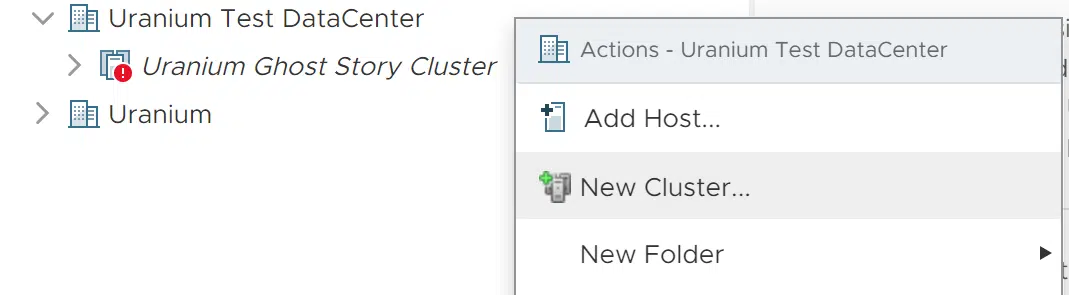 Uranium Test DataCenter
Uranium Ghost Story Cluster
Uranium
Actions - Uranium Test DataCenter
Add Host...
New Cluster...
New Folder